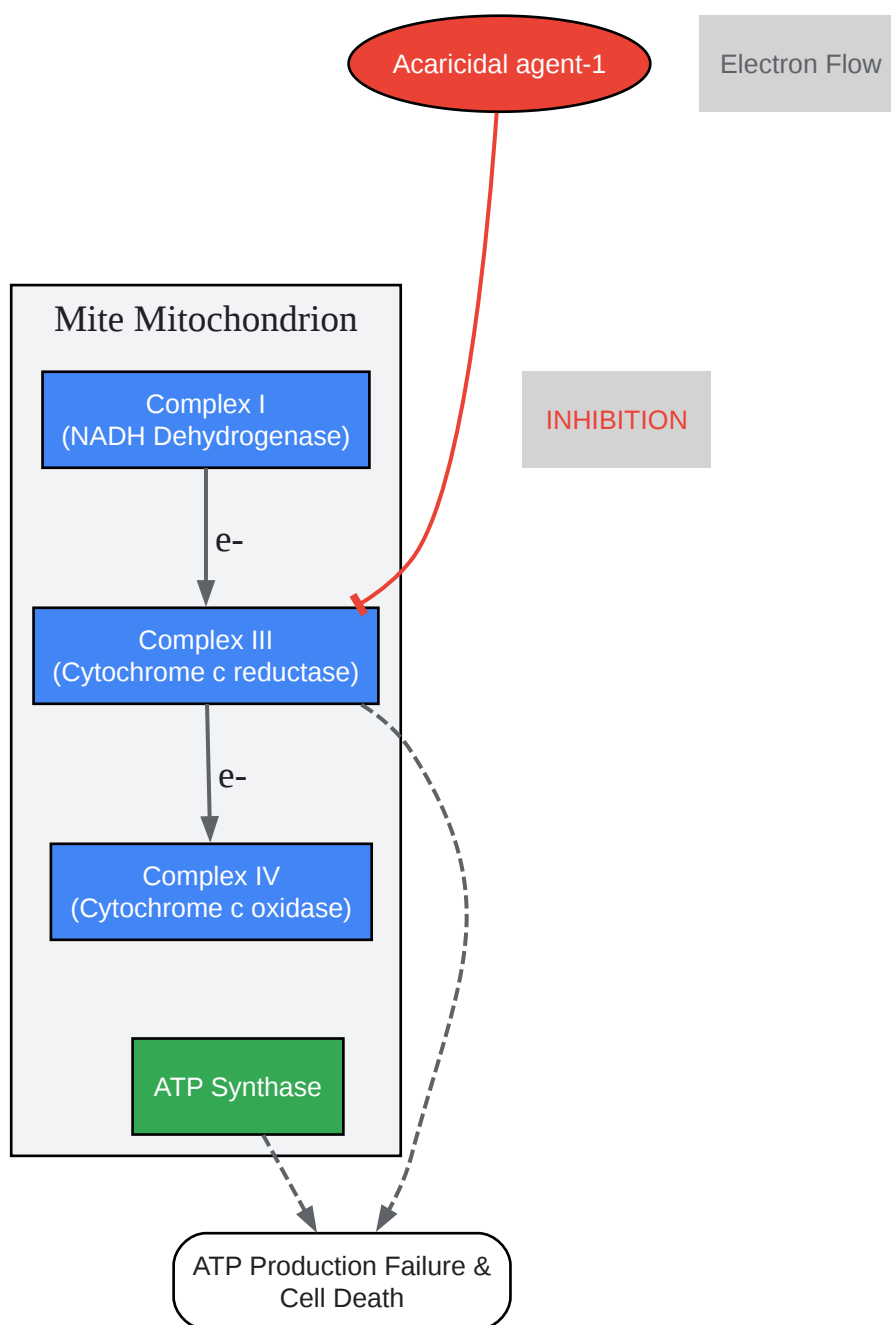 Acaricidal agent-1
Electron Flow
Mite Mitochondrion
Complex I
(NADH Dehydrogenase)
INHIBITION
e-
Complex III
(Cytochrome c reductase)
e-
Complex IV
(Cytochrome c oxidase)
ATP Synthase
ATP Production Failure &
Cell Death